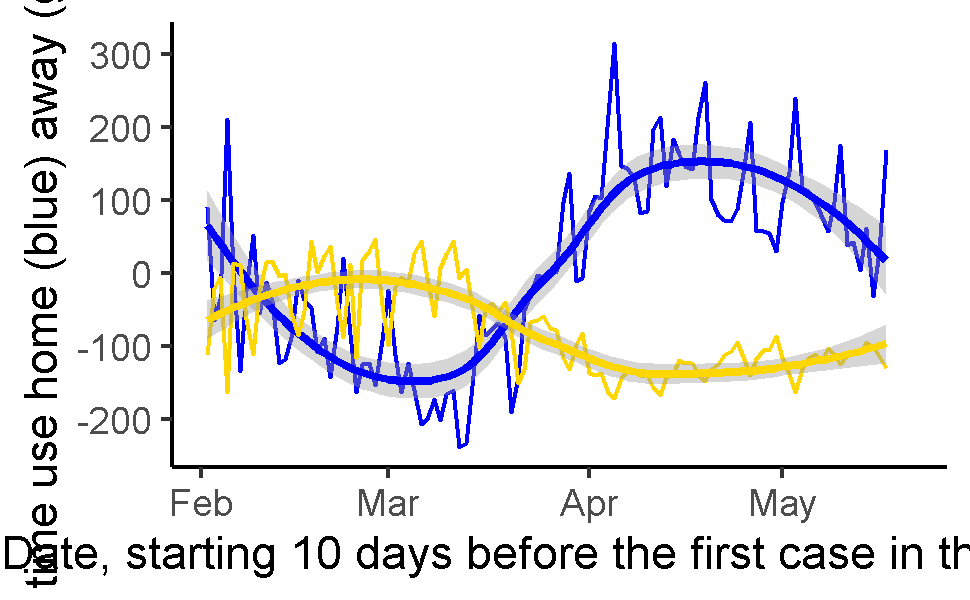 time use home (blue) away (
300
200
100
0
-100
-200
Feb Mar Apr May
Date, starting 10 days before the first case in th